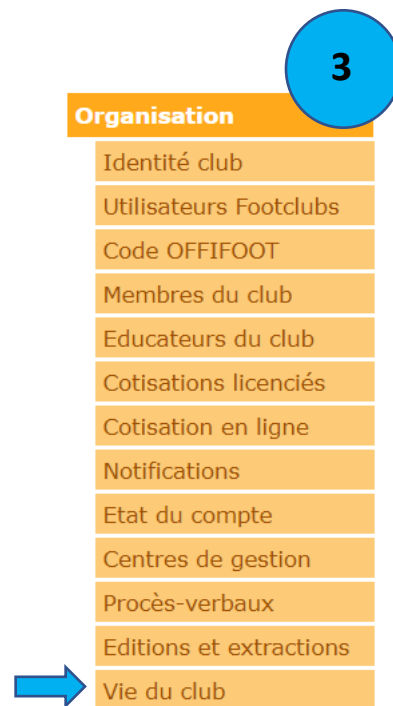 3
Organisation
Identité club
Utilisateurs Footclubs
Code OFFIFOOT
Membres du club
Educateurs du club
Cotisations licenciés
Cotisation en ligne
Notifications
Etat du compte
Centres de gestion
Procès-verbaux
Editions et extractions
Vie du club